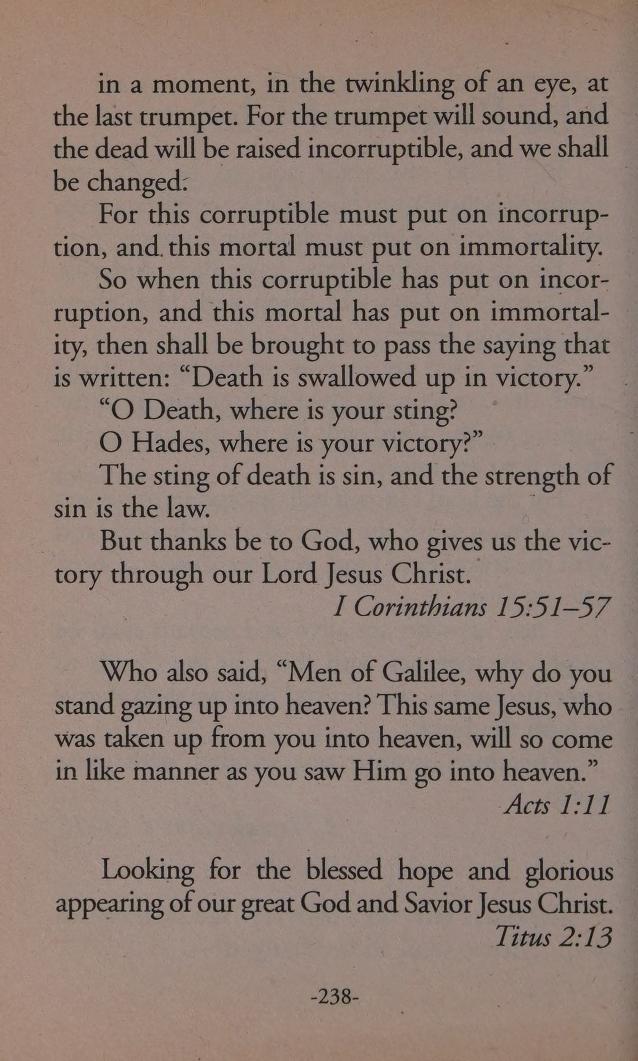 in a moment, in the twinkling of an eye, at
the last trumpet. For the trumpet will sound, and
the dead will be raised incorruptible, and we shall
be changed.
For this corruptible must put on incorrup-
tion, and this mortal must put on immortality.
So when this corruptible has put on incor-
ruption, and this mortal has put on immortal-
ity, then shall be brought to pass the saying that
is written: “Death is swallowed up in victory.”
“O Death, where is your sting?
O Hades, where is your victory?”
The sting of death is sin, and the strength of
sin is the law.
But thanks be to God, who gives us the vic-
tory through our Lord Jesus Christ.
I Corinthians 15:51–57
Who also said, “Men of Galilee, why do you
stand gazing up into heaven? This same Jesus, who
was taken up from you into heaven, will so come
in like manner as you saw Him go into heaven.”
Acts 1:11
Looking for the blessed hope and glorious
appearing of our great God and Savior Jesus Christ.
Titus 2:13
-238-